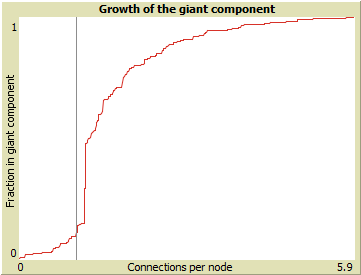 Growth of the giant component
1
Fraction in giant component
0
0
Connections per node
5.9